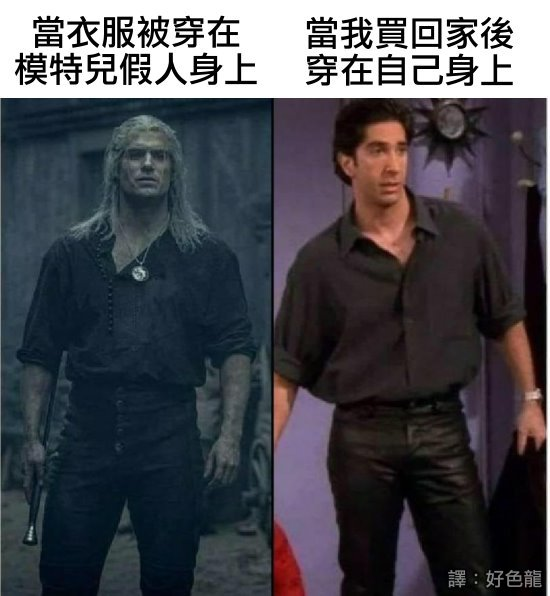 當衣服被穿在
模特兒假人身上
當我買回家後
穿在自己身上
譯：好色龍